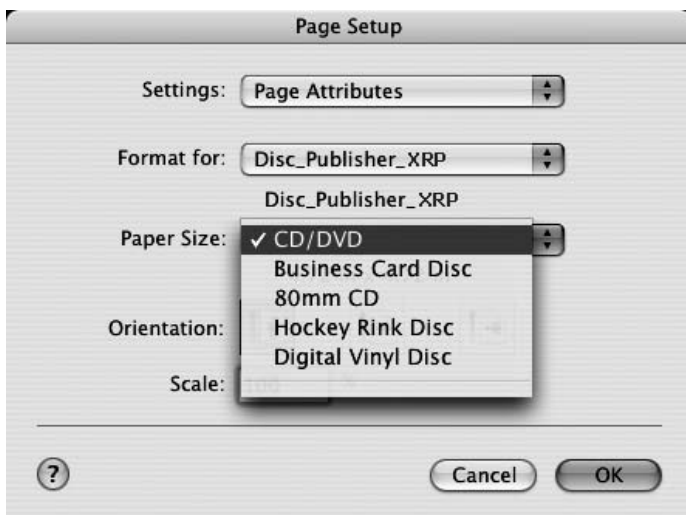 Page Setup
Settings: Page Attributes
Format for: Disc_Publisher_XRP
Disc_Publisher_XRP
Paper Size: ✓ CD/DVD
Business Card Disc
80mm CD
Hockey Rink Disc
Digital Vinyl Disc
Orientation:
Scale: 100
? Cancel OK